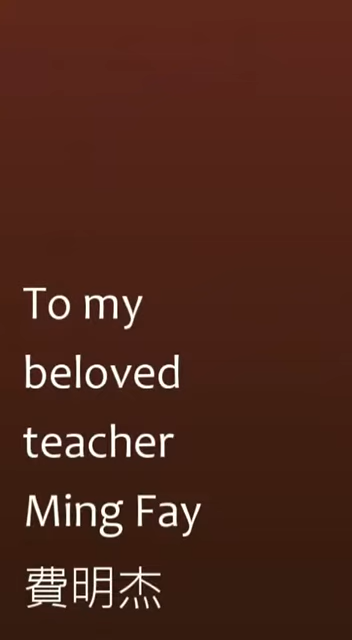 To my
beloved
teacher
Ming Fay
費明杰